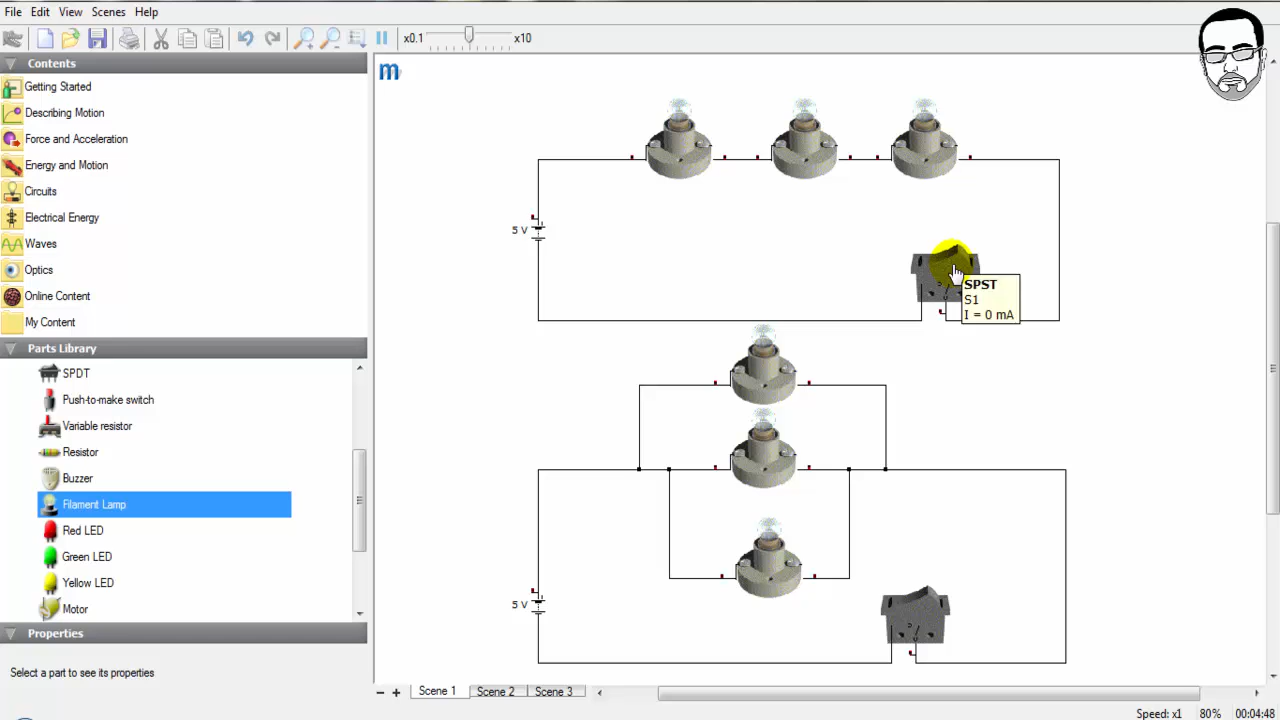 File Edit View Scenes Help
x0.1 x10
Contents
Getting Started
Describing Motion
Force and Acceleration
Energy and Motion
Circuits
Electrical Energy
Waves
Optics
Online Content
My Content
Parts Library
SPDT
Push-to-make switch
Variable resistor
Resistor
Buzzer
Filament Lamp
Red LED
Green LED
Yellow LED
Motor
Properties
Select a part to see its properties
m
5 V
SPST
S1
I = 0 mA
5 V
Scene 1 Scene 2 Scene 3
Speed: x1 80% 00:04:48